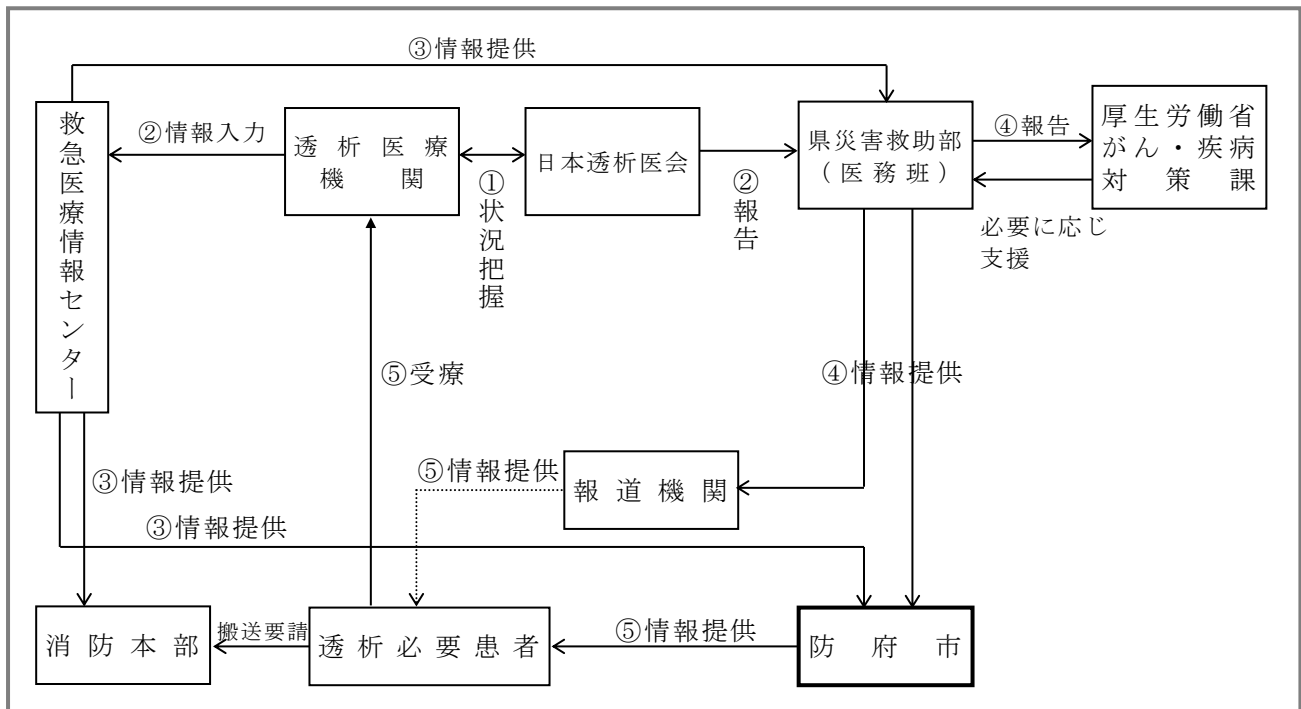 ③情報提供
救急医療情報センター
②情報入力
透析医療
機関
①状況把握
日本透析医会
②報告
県災害救助部
(医務班)
④報告
厚生労働省
がん・疾病
対策課
必要に応じ
支援
⑤受療
④情報提供
③情報提供
⑤情報提供
報道機関
③情報提供
消防本部
搬送要請
透析必要患者
⑤情報提供
防府市